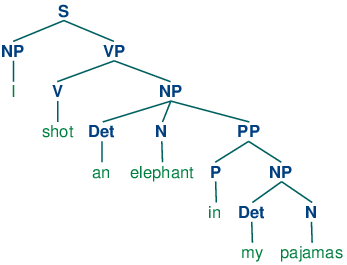 S
NP VP
I V NP
shot Det N PP
an elephant P NP
in Det N
my pajamas